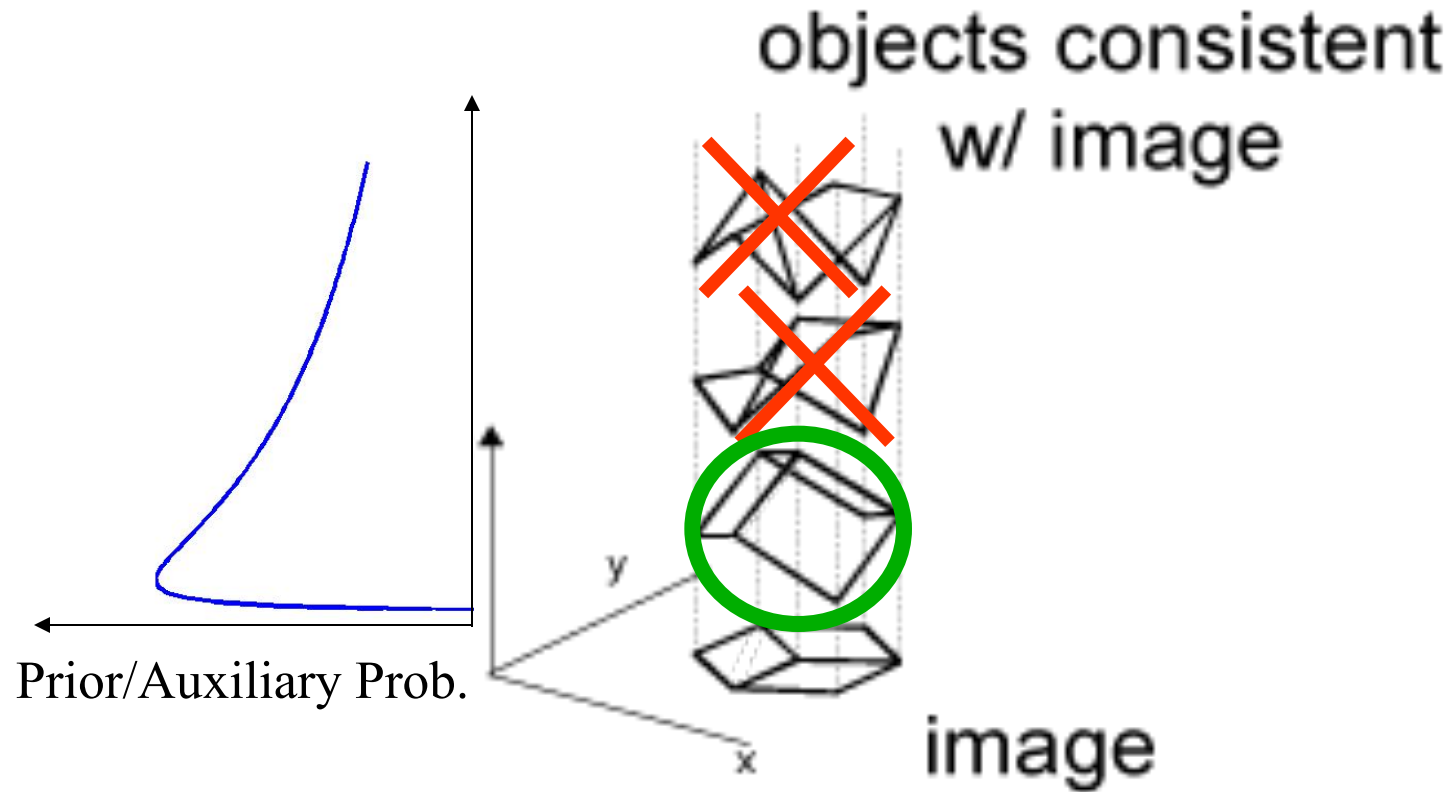 objects consistent
w/ image
y
Prior/Auxiliary Prob.
x
image